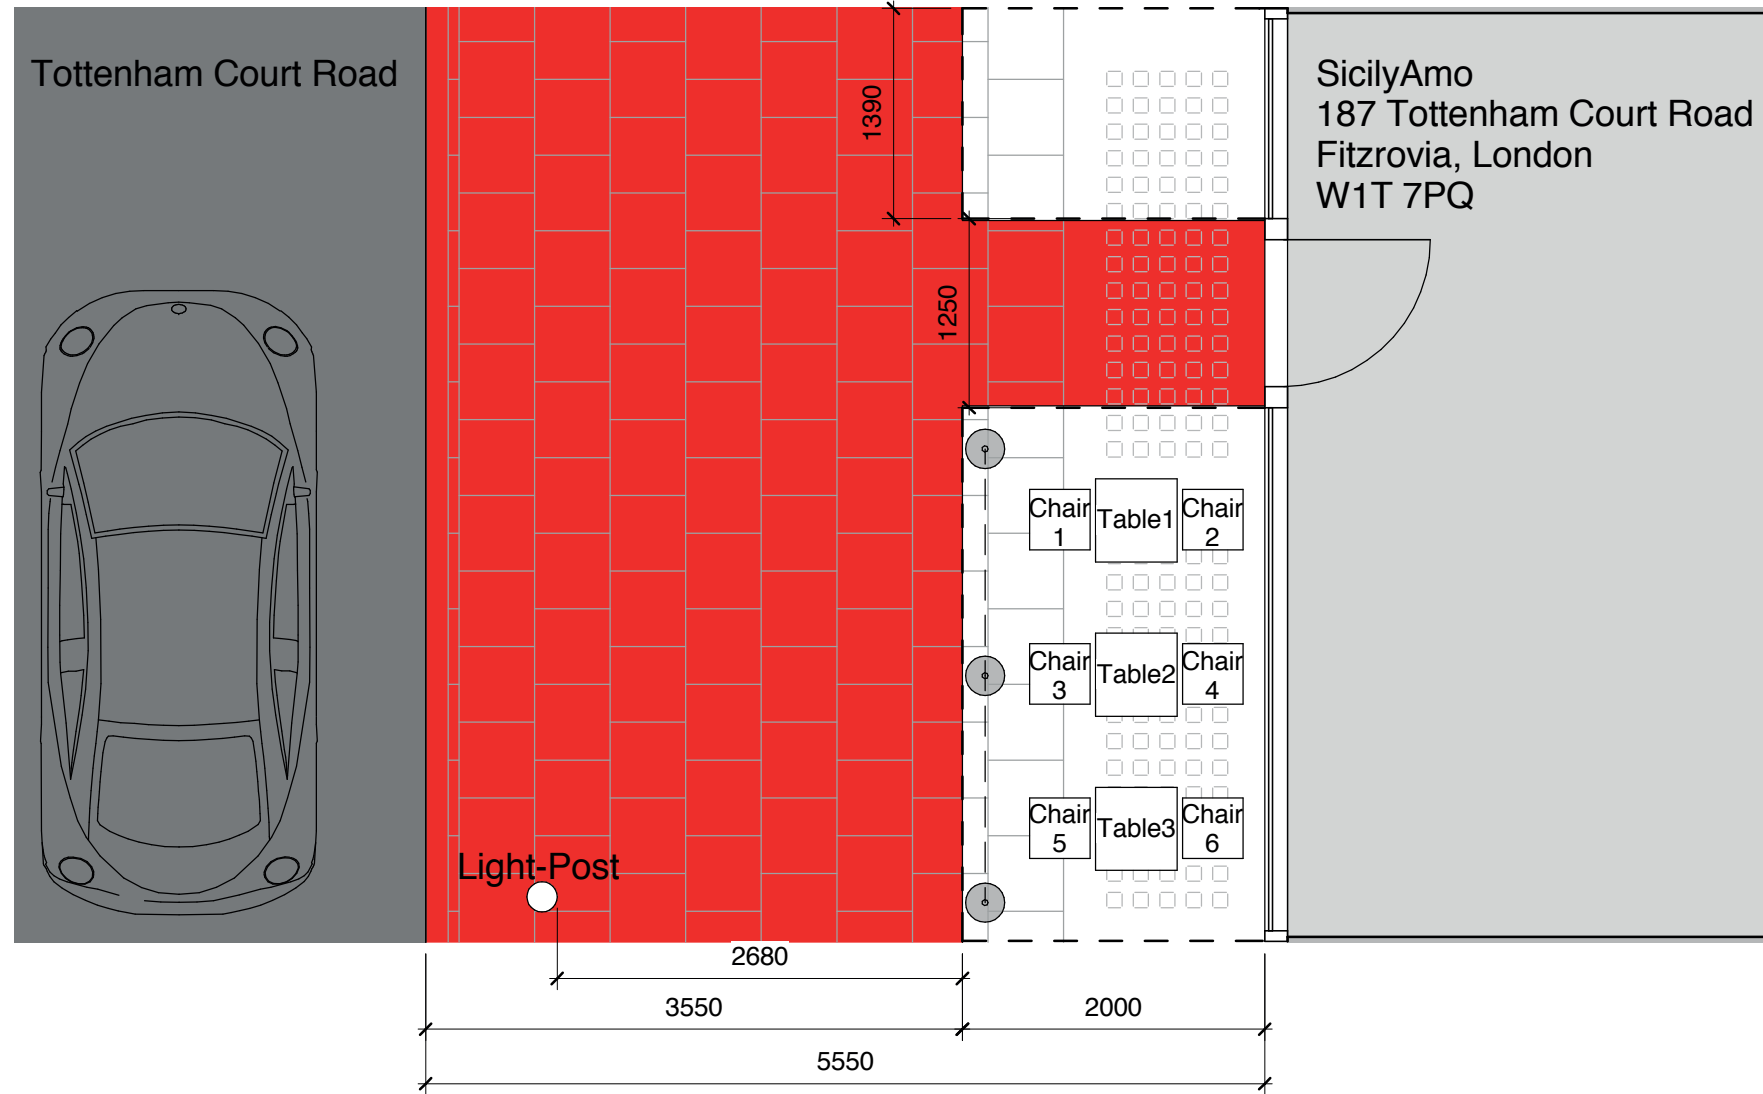 Tottenham Court Road
SicilyAmo
187 Tottenham Court Road
Fitzrovia, London
W1T 7PQ
1390
1250
Chair
1
Table1
Chair
2
Chair
3
Table2
Chair
4
Chair
5
Table3
Chair
6
Light-Post
2680
3550
2000
5550